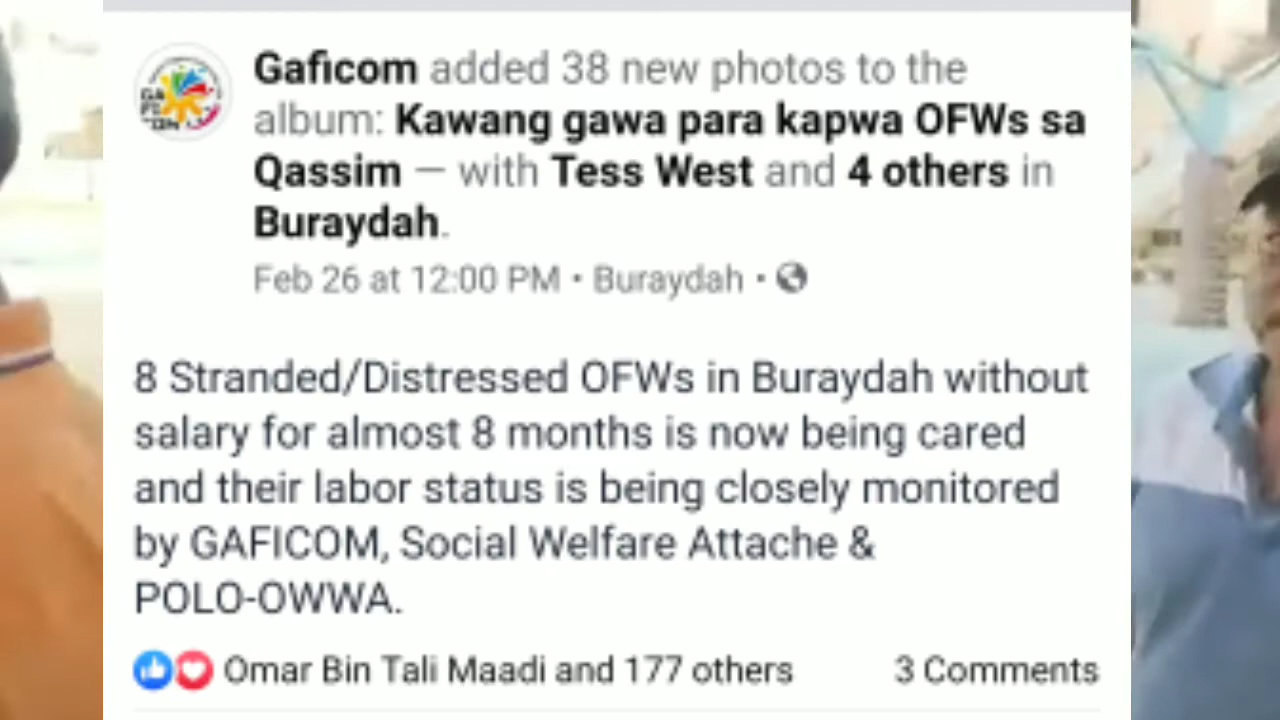 Gaficom added 38 new photos to the
album: Kawang gawa para kapwa OFWs sa
Qassim — with Tess West and 4 others in
Buraydah.
Feb 26 at 12:00 PM · Buraydah ·
8 Stranded/Distressed OFWs in Buraydah without
salary for almost 8 months is now being cared
and their labor status is being closely monitored
by GAFICOM, Social Welfare Attache &
POLO-OWWA.
Omar Bin Tali Maadi and 177 others 3 Comments